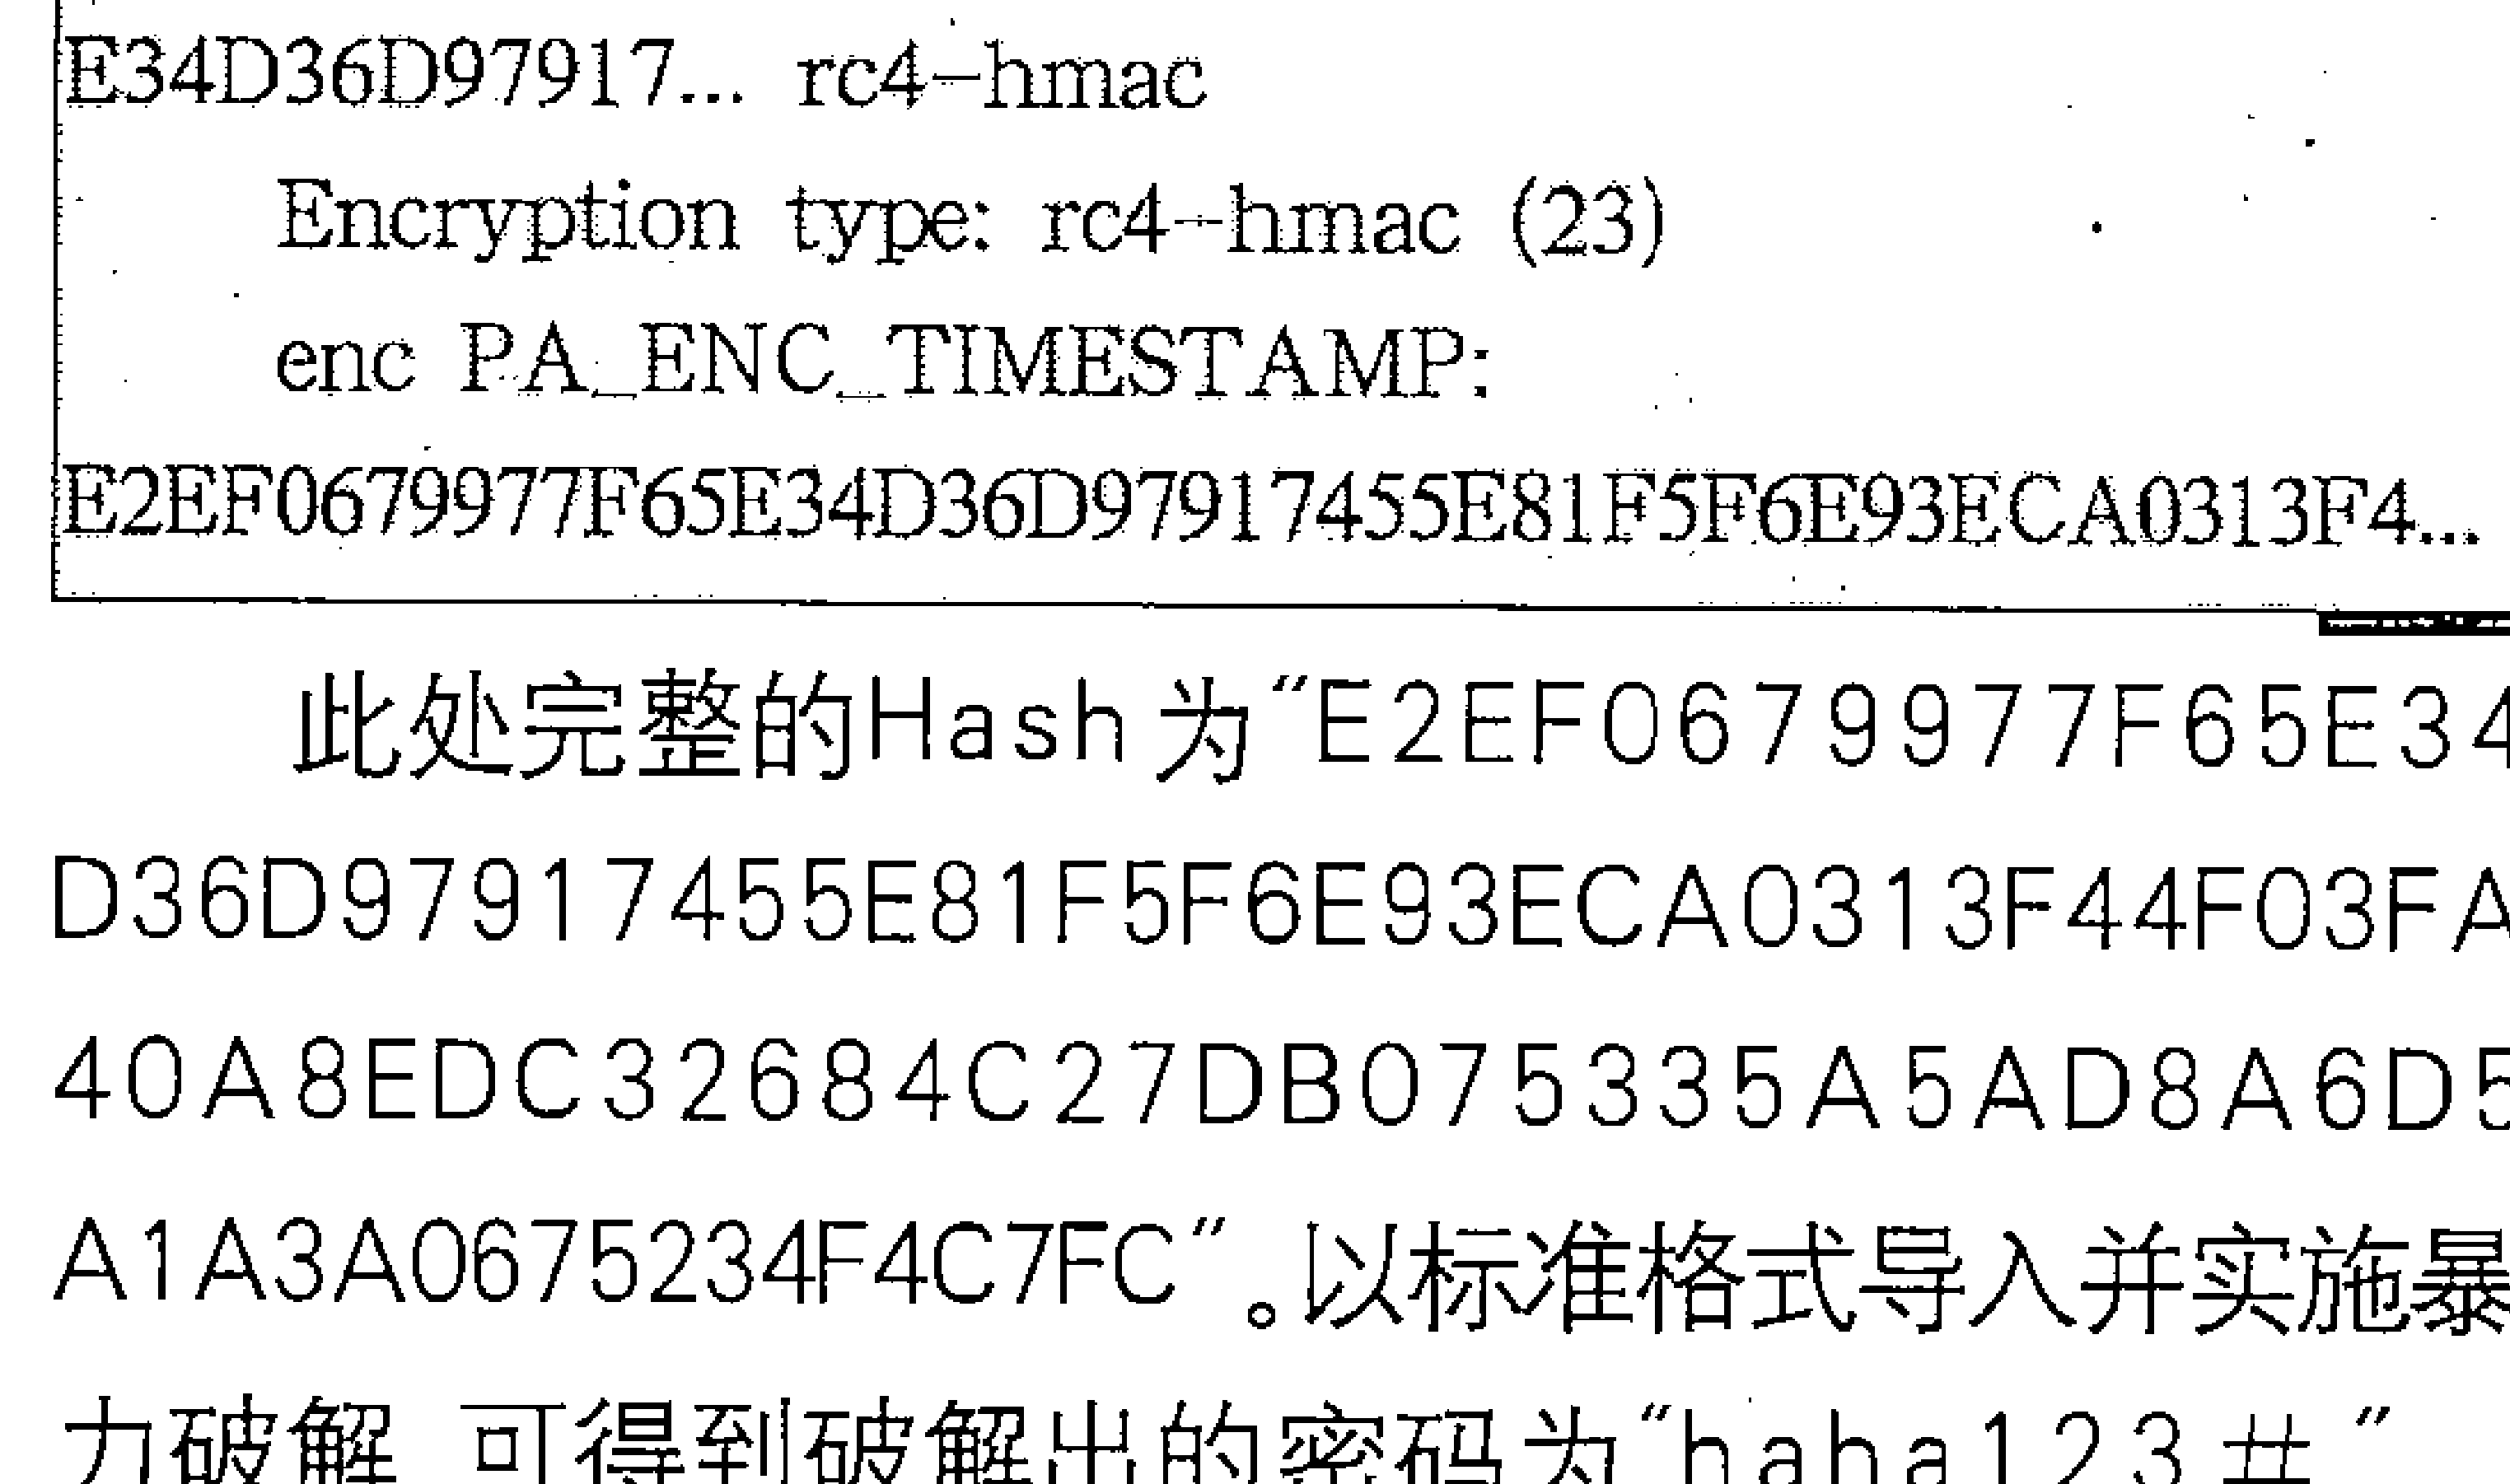 E34D36D97917... rc4-hmac
Encryption type: rc4-hmac (23)
enc PA_ENC_TIMESTAMP:
E2EF0679977F65E34D36D97917455E81F5F6E93ECA0313F4...
此处完整的Hash为“E2EF0679977F65E34
D36D97917455E81F5F6E93ECA0313F44F03FA
40A8EDC32684C27DB075335A5AD8A6D5
A1A3A0675234F4C7FC”。以标准格式导入并实施暴
力破解 可得到破解出的密码为“haha123#”